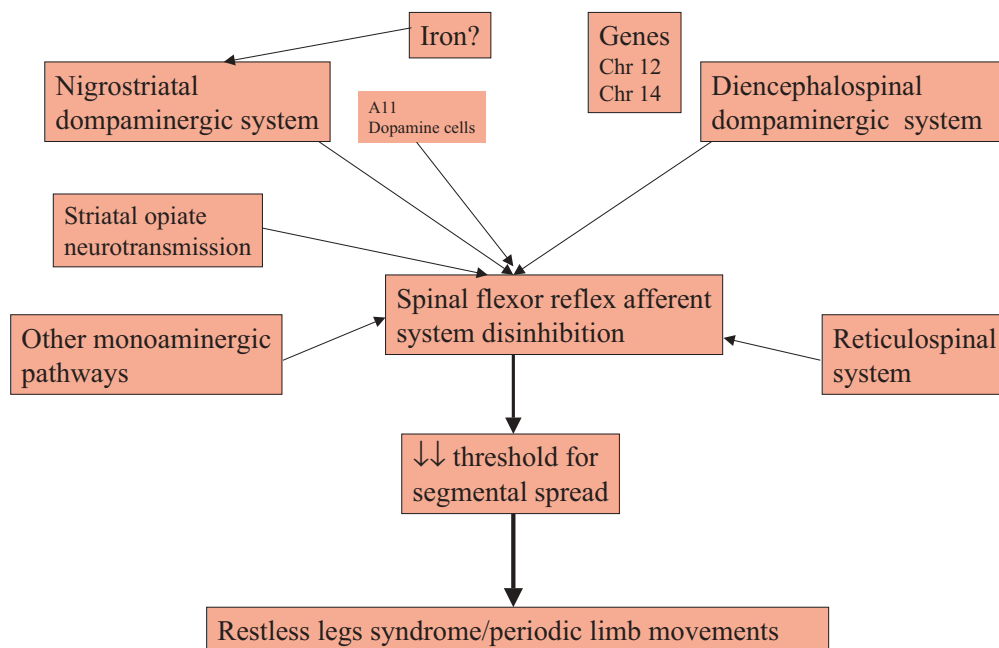 Iron?
Genes
Chr 12
Chr 14
Nigrostriatal
dompaminergic system
A11
Dopamine cells
Diencephalospinal
dompaminergic system
Striatal opiate
neurotransmission
Spinal flexor reflex afferent
system disinhibition
Other monoaminergic
pathways
Reticulospinal
system
↓↓ threshold for
segmental spread
Restless legs syndrome/periodic limb movements